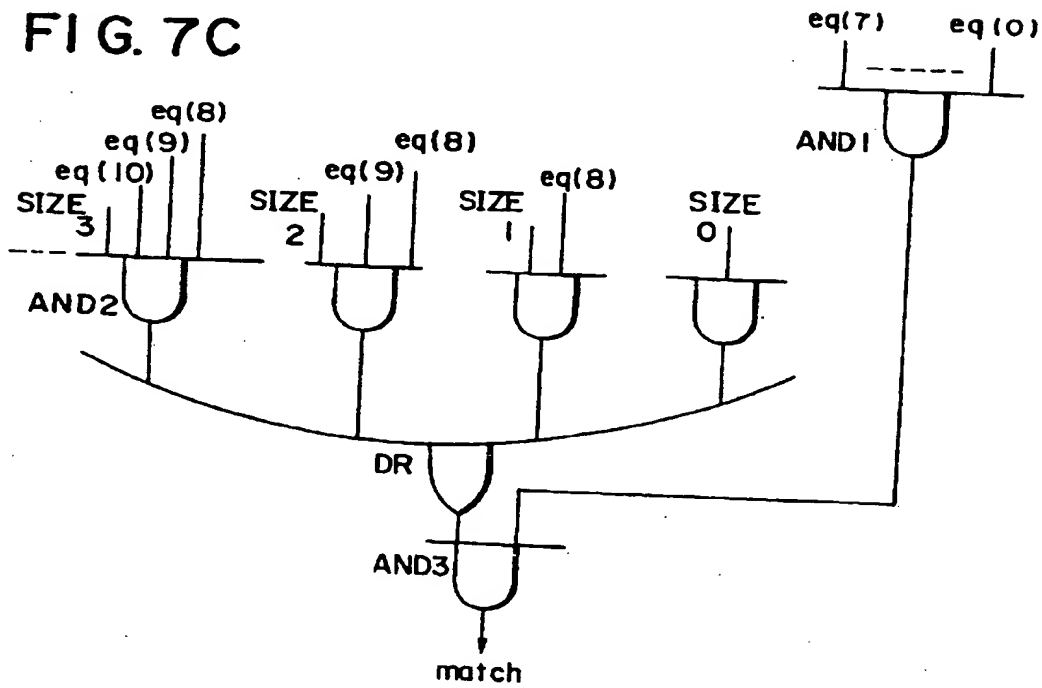 FIG. 7C
eq(7) eq(0)
AND1
eq(8)
eq(9)
eq(10)
SIZE
3
AND2
eq(8)
eq(9)
SIZE
2
eq(8)
SIZE
1
SIZE
0
DR
AND3
match